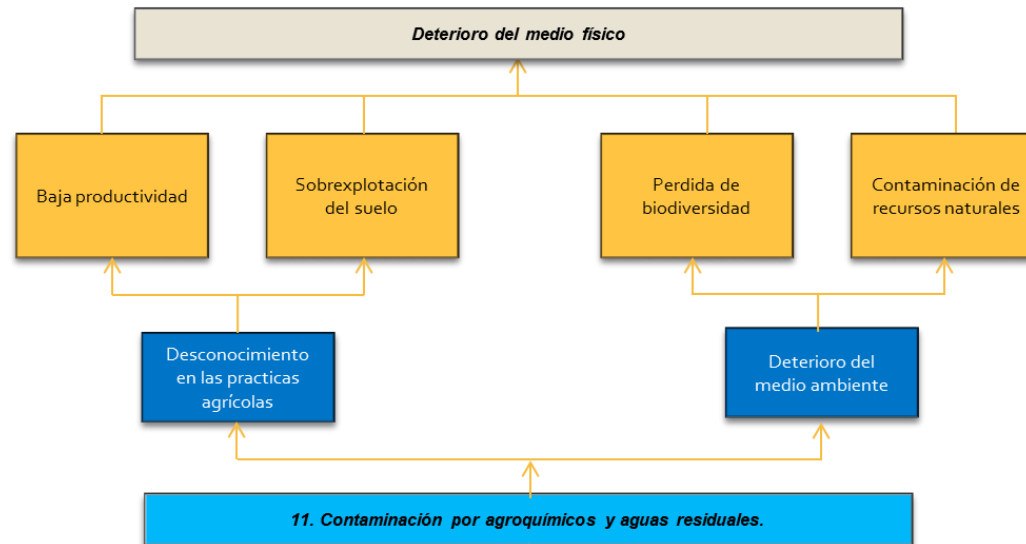 Deterioro del medio físico
Baja productividad
Sobrexplotación
del suelo
Perdida de
biodiversidad
Contaminación de
recursos naturales
Desconocimiento
en las practicas
agrícolas
Deterioro del
medio ambiente
11. Contaminación por agroquímicos y aguas residuales.